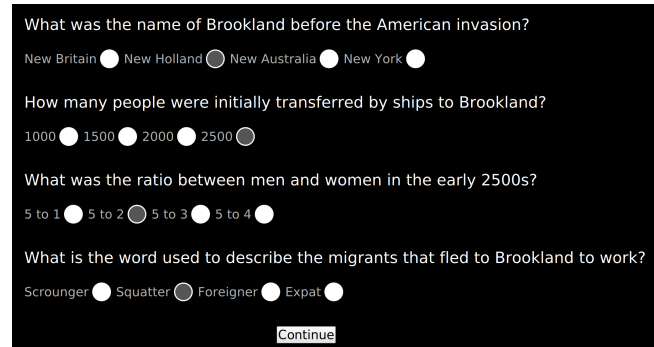 What was the name of Brookland before the American invasion?
New Britain New Holland New Australia New York
How many people were initially transferred by ships to Brookland?
1000 1500 2000 2500
What was the ratio between men and women in the early 2500s?
5 to 1 5 to 2 5 to 3 5 to 4
What is the word used to describe the migrants that fled to Brookland to work?
Scrounger Squatter Foreigner Expat
Continue